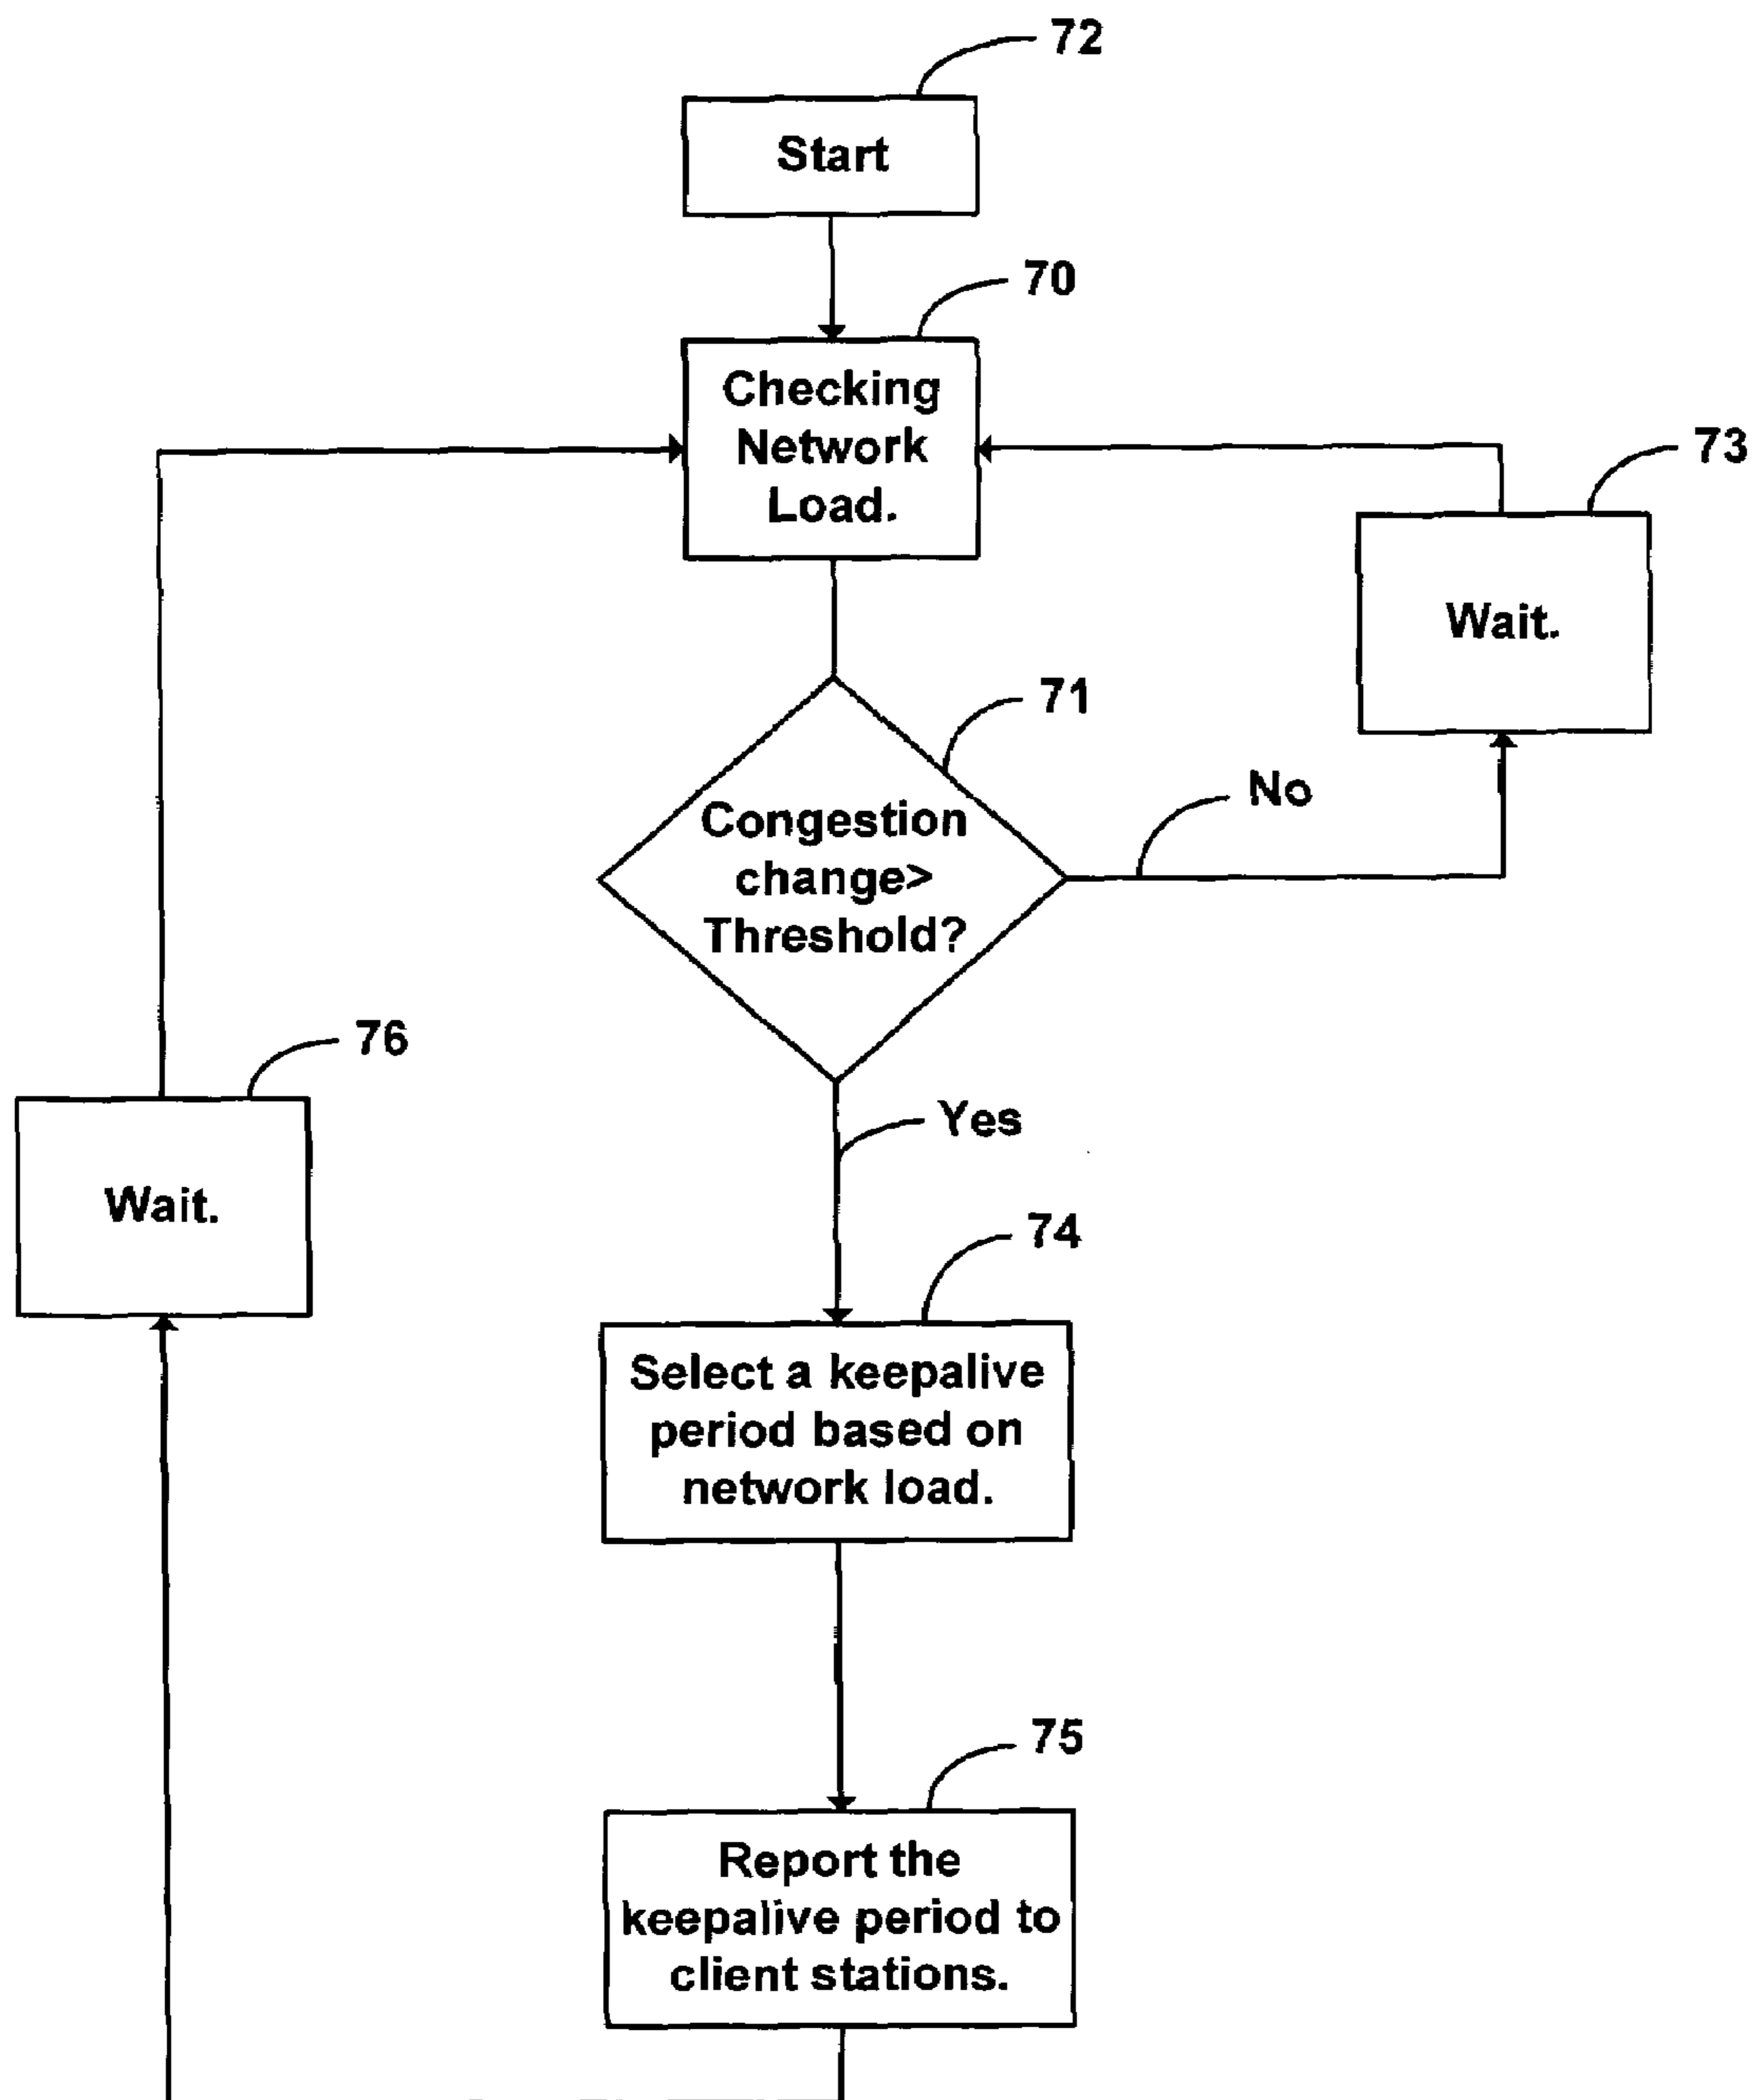 72
Start
70
Checking
Network
Load.
73
Wait.
71
Congestion
change>
Threshold?
No
Yes
76
Wait.
74
Select a keepalive
period based on
network load.
75
Report the
keepalive period to
client stations.